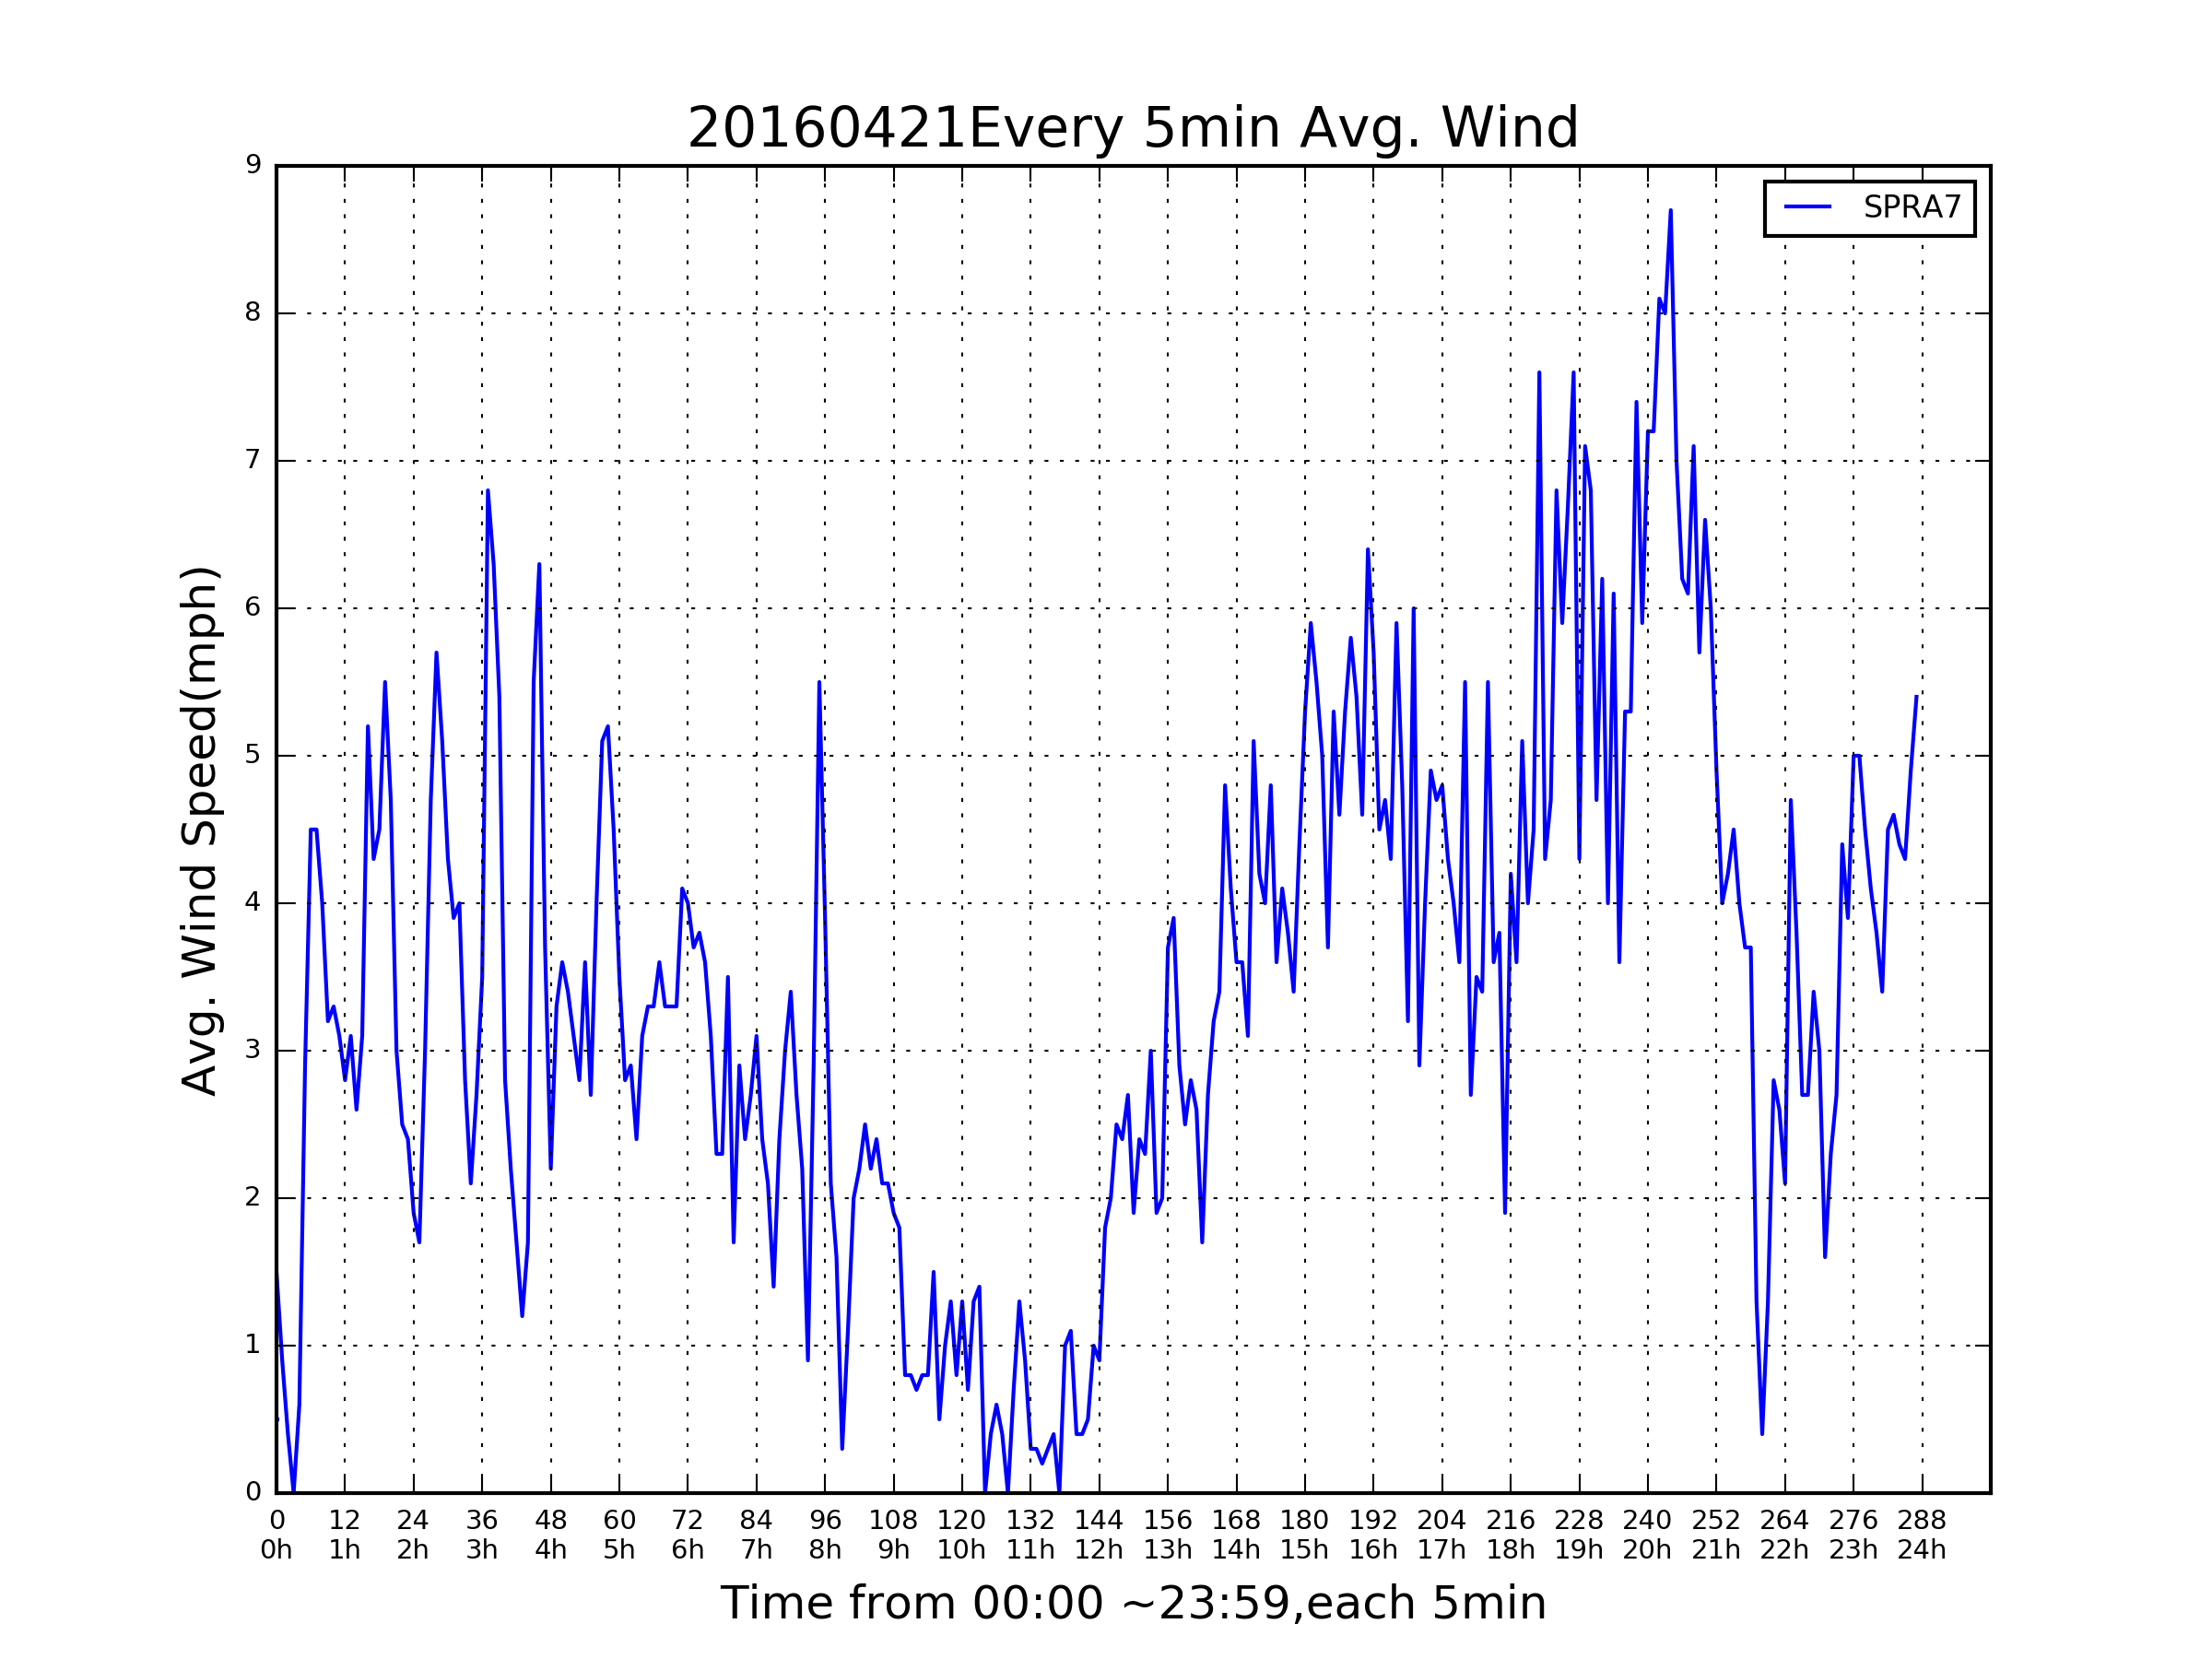 20160421Every 5min Avg. Wind
SPRA7
Avg. Wind Speed(mph)
9
8
7
6
5
4
3
2
1
0
0 12 24 36 48 60 72 84 96 108 120 132 144 156 168 180 192 204 216 228 240 252 264 276 288
0h 1h 2h 3h 4h 5h 6h 7h 8h 9h 10h 11h 12h 13h 14h 15h 16h 17h 18h 19h 20h 21h 22h 23h 24h
Time from 00:00 ~23:59,each 5min